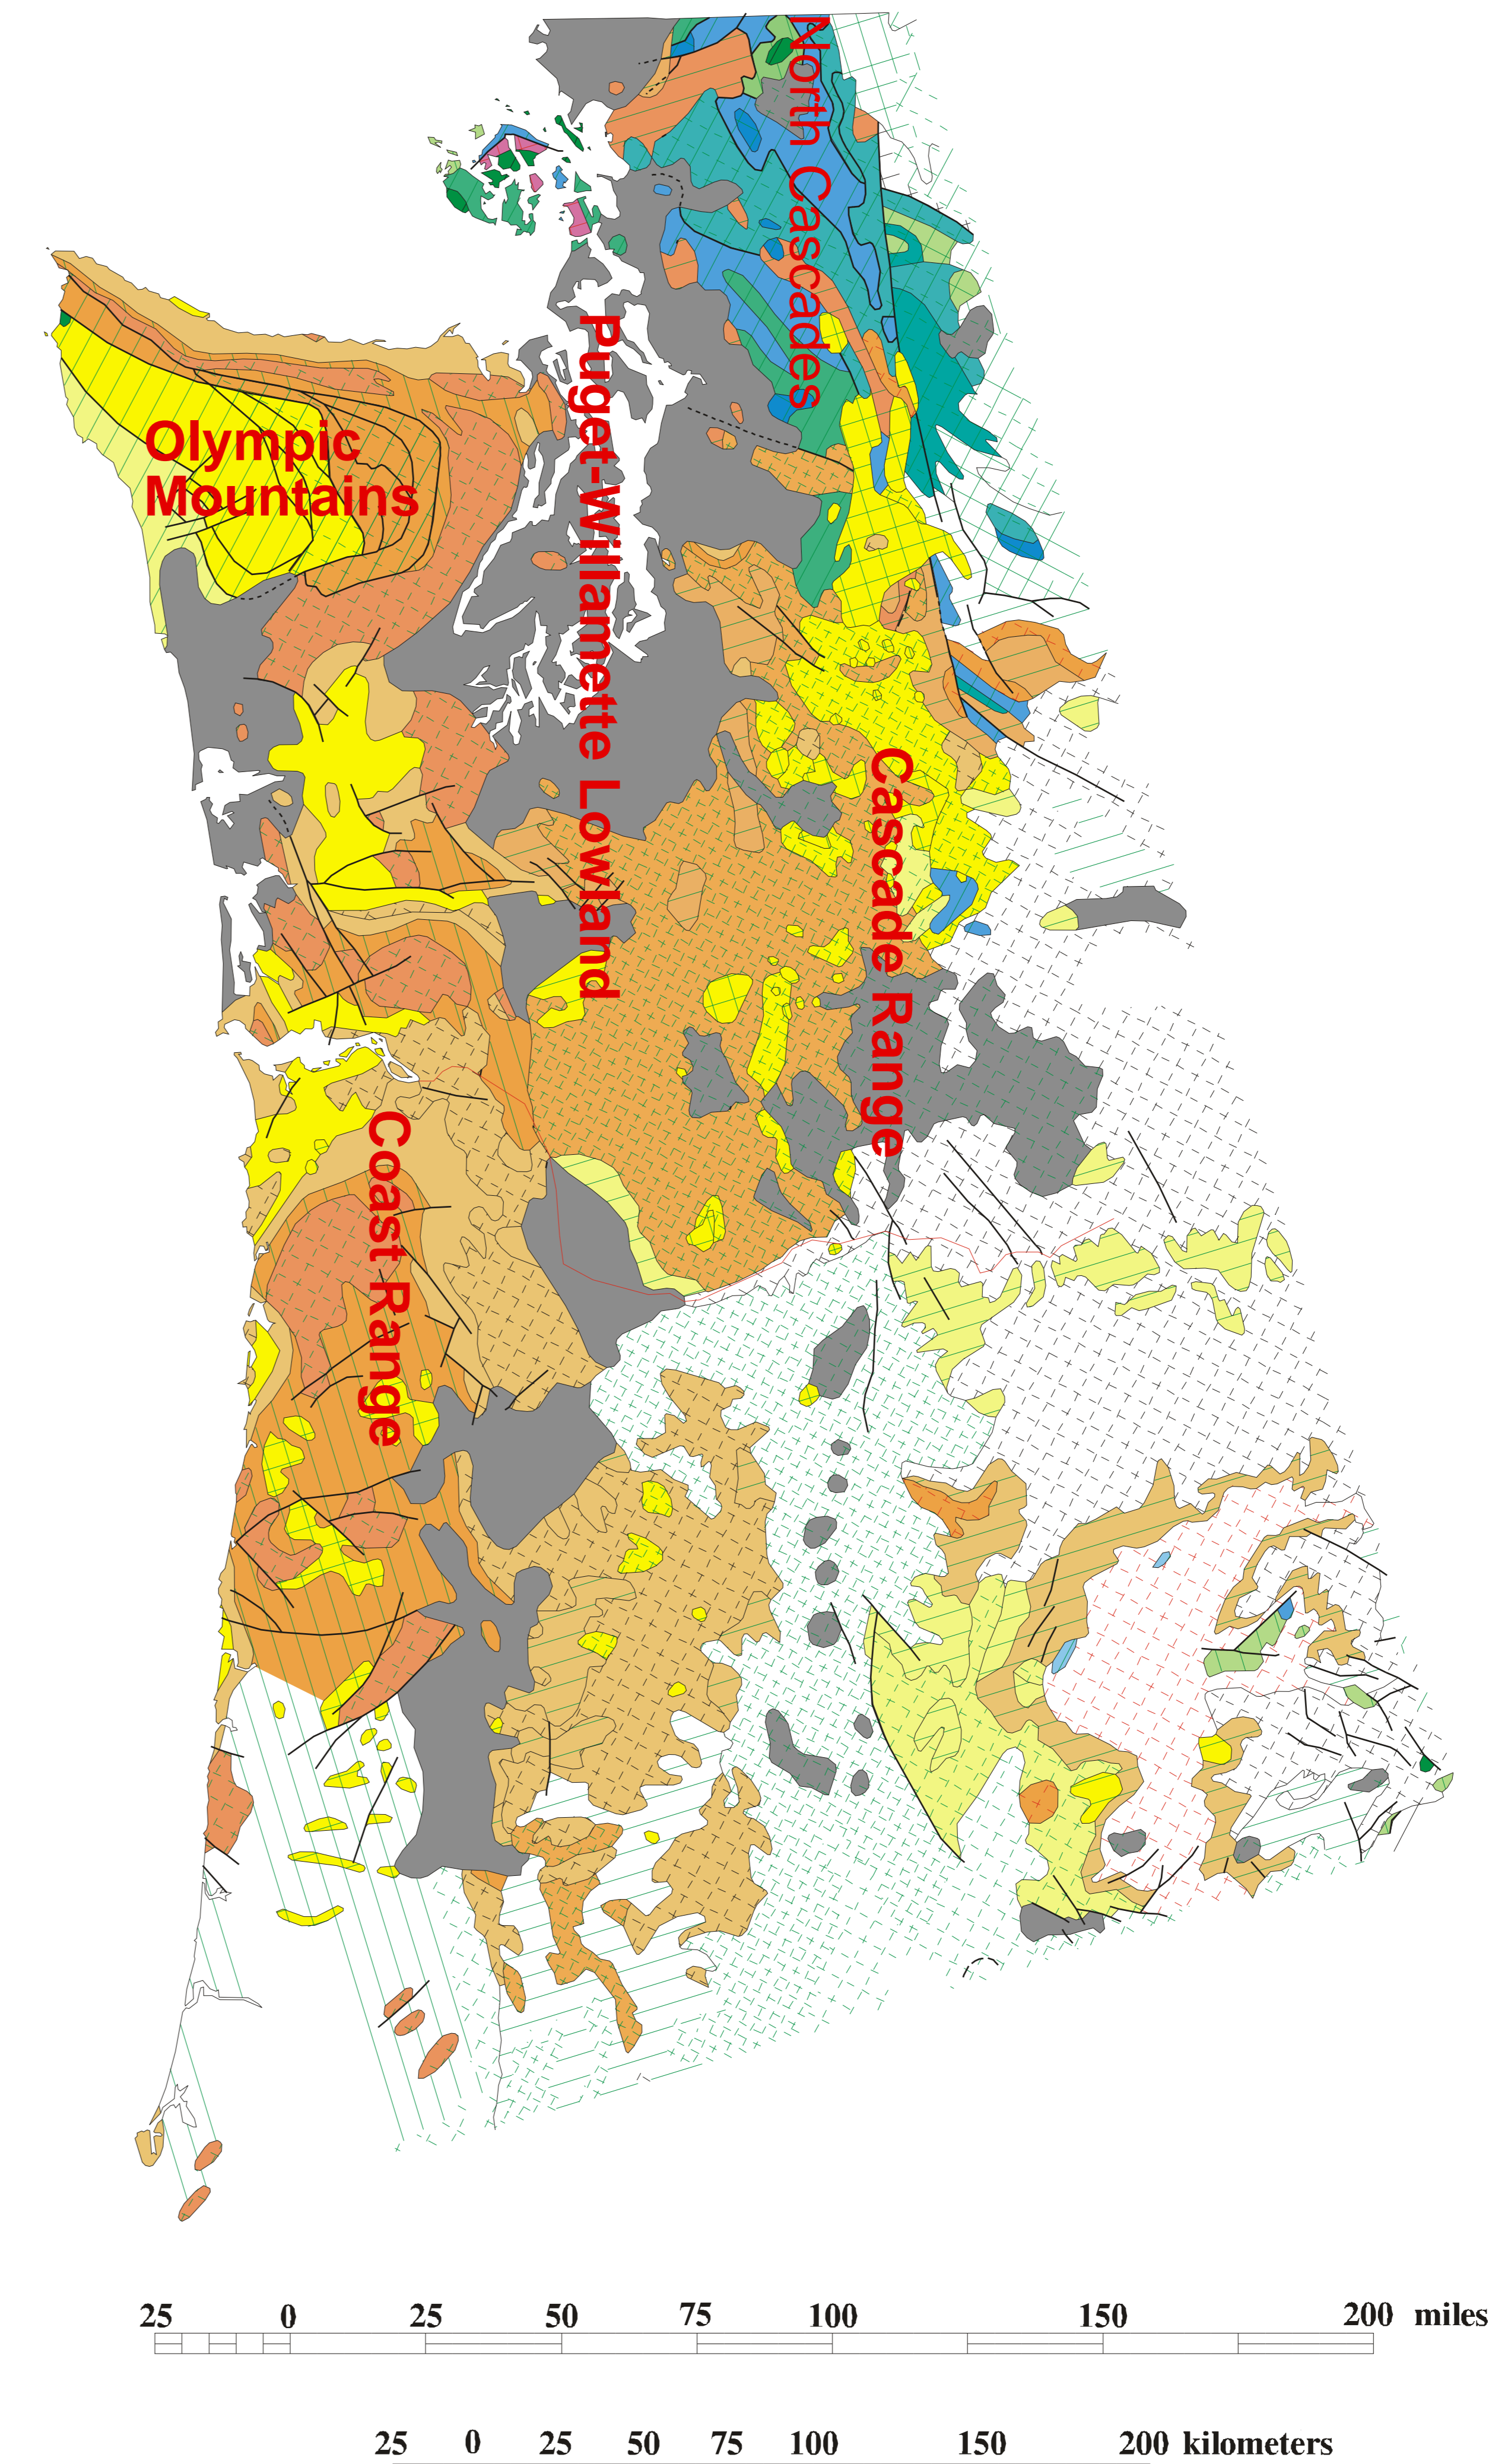 North Cascades
Olympic
Mountains
Puget-Willamette Lowland
Cascade Range
Coast Range
25 0 25 50 75 100 150 200 miles
25 0 25 50 75 100 150 200 kilometers